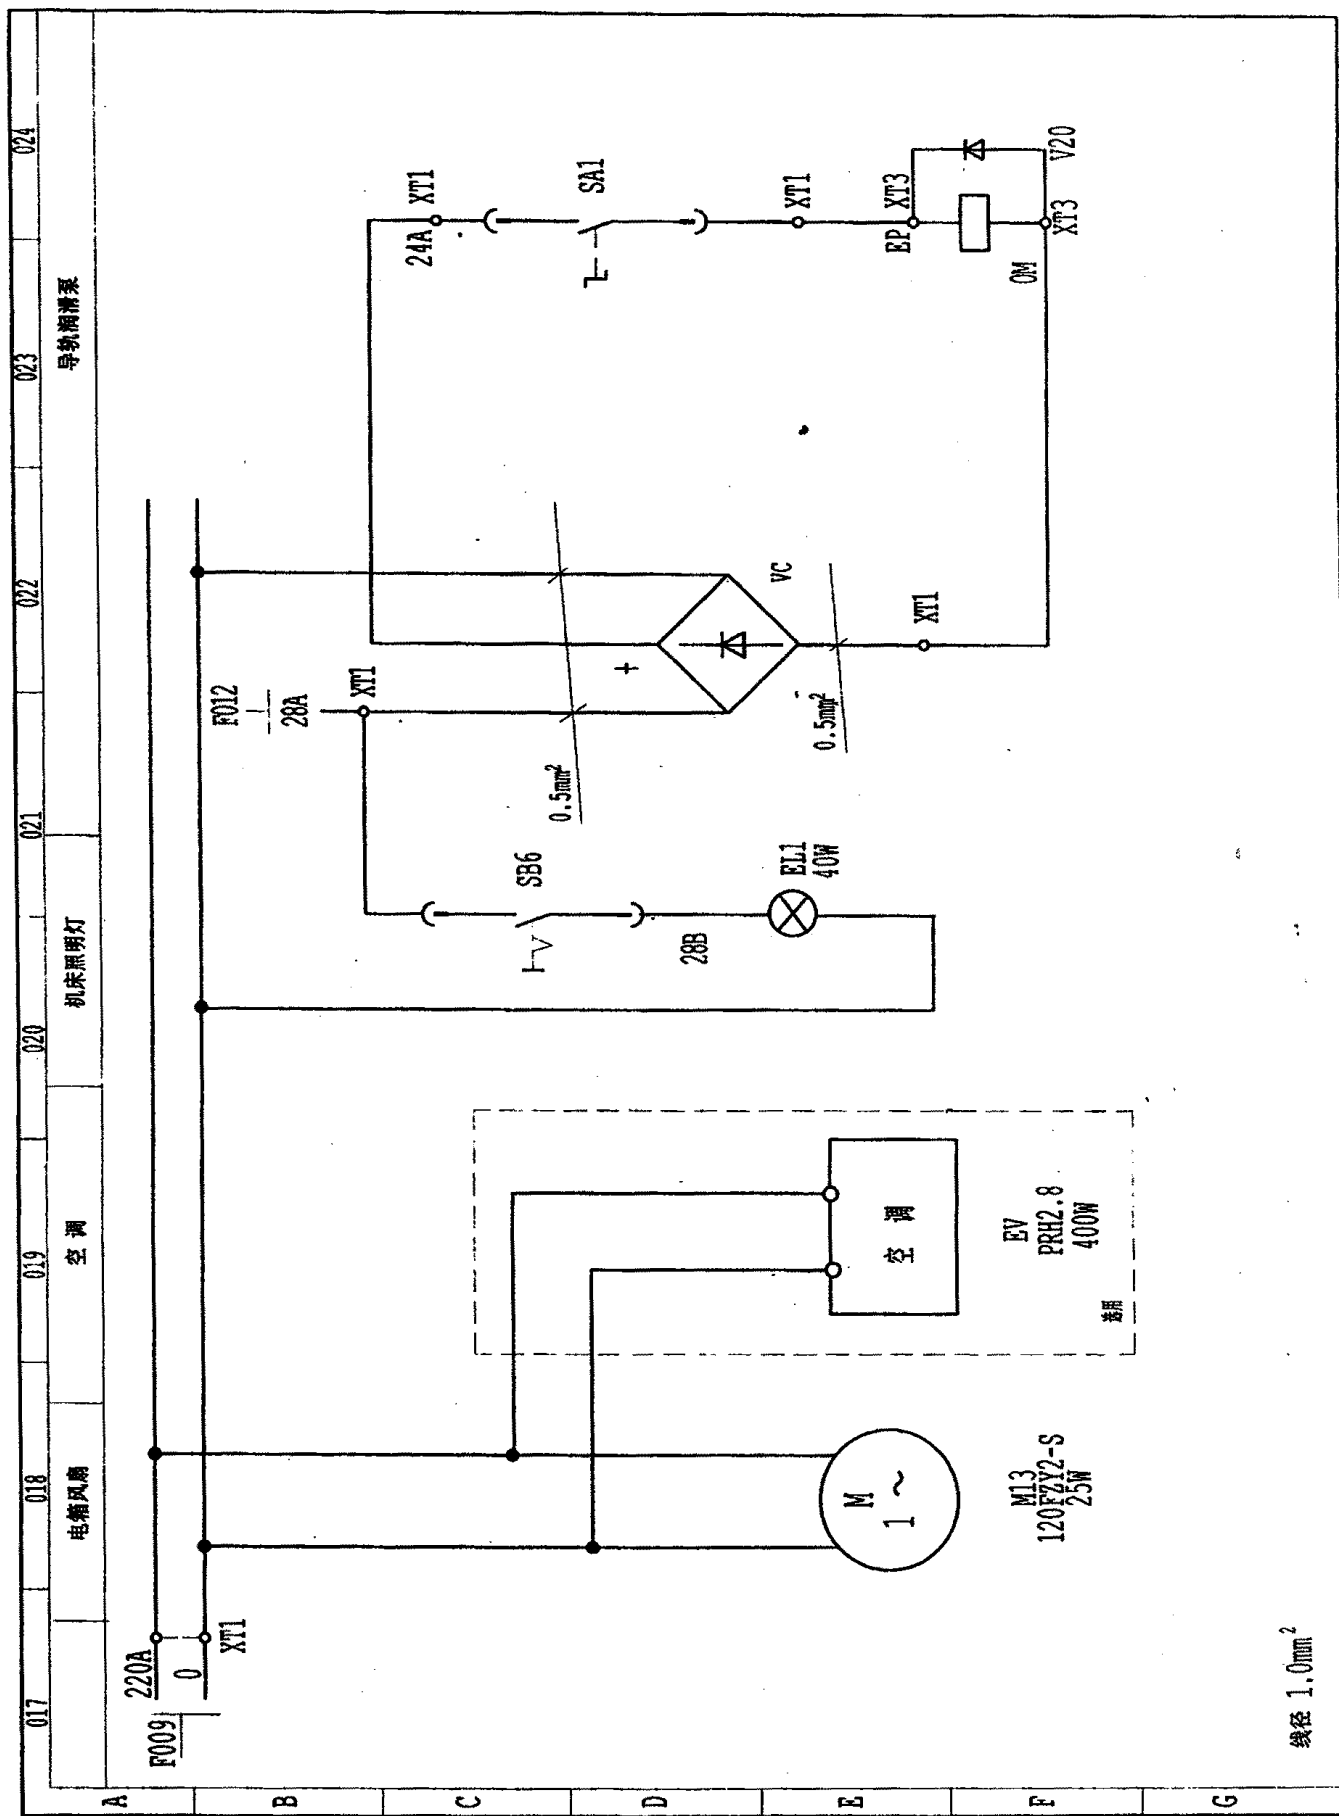 017
018
019
020
021
022
023
024
电箱风扇
空调
机床照明灯
导轨润滑泵
A
B
C
D
E
F
G
F009
220A
0
XT1
M
1 ~
M13
120FZY2-S
25W
空 调
EV
PRH2.8
400W
选用
SB6
28B
EL1
40W
F012
28A
XT1
0.5mm²
+
VC
0.5mm²
XT1
24A
XT1
SA1
XT1
EP
XT3
0M
XT3
V20
线径 1.0mm²